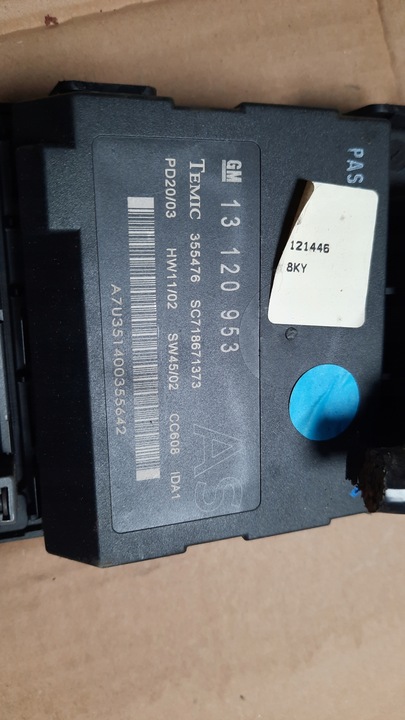 GM 13 120 953
TEMIC 355476 SC718671373
PD20/03 HW11/02 SW45/02 CC608 IDA1
A7U351400355642
AS
PAS
121446
8KY